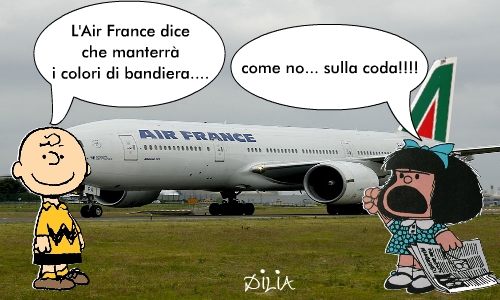 L'Air France dice
che manterrà
i colori di bandiera....
come no... sulla coda!!!!
AIR FRANCE
DILIA